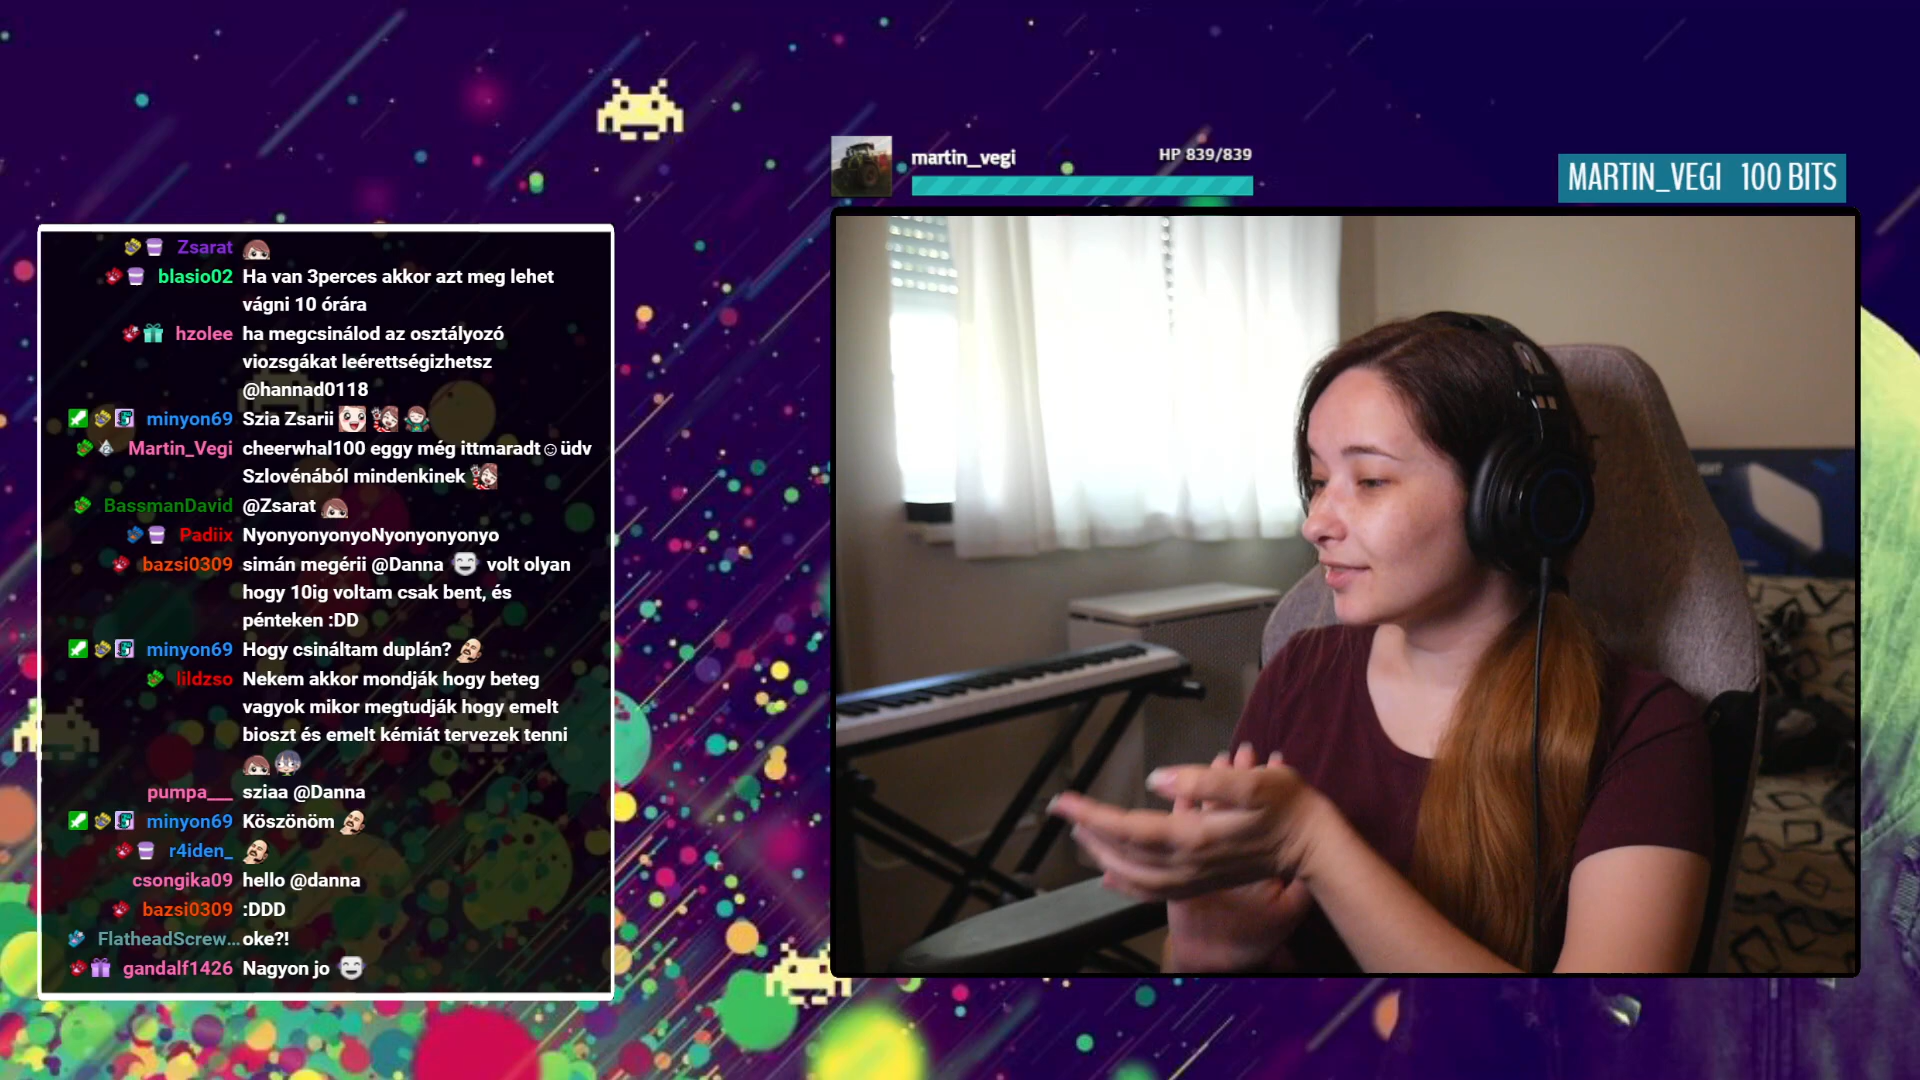 martin_vegi HP 839/839
MARTIN_VEGI 100 BITS
Zsarat
blasio02 Ha van 3perces akkor azt meg lehet
vágni 10 órára
hzolee ha megcsinálod az osztályozó
viozsgákat leérettségizhetsz
@hannad0118
minyon69 Szia Zsarii
Martin_Vegi cheerwhal100 eggy még ittmaradt☺üdv
Szlovénából mindenkinek
BassmanDavid @Zsarat
Padiix NyonyonyonyoNyonyonyonyo
bazsi0309 simán megérii @Danna volt olyan
hogy 10ig voltam csak bent, és
pénteken :DD
minyon69 Hogy csináltam duplán?
lildzso Nekem akkor mondják hogy beteg
vagyok mikor megtudják hogy emelt
bioszt és emelt kémiát tervezek tenni
pumpa___ sziaa @Danna
minyon69 Köszönöm
r4iden_
csongika09 hello @danna
bazsi0309 :DDD
FlatheadScrew... oke?!
gandalf1426 Nagyon jo